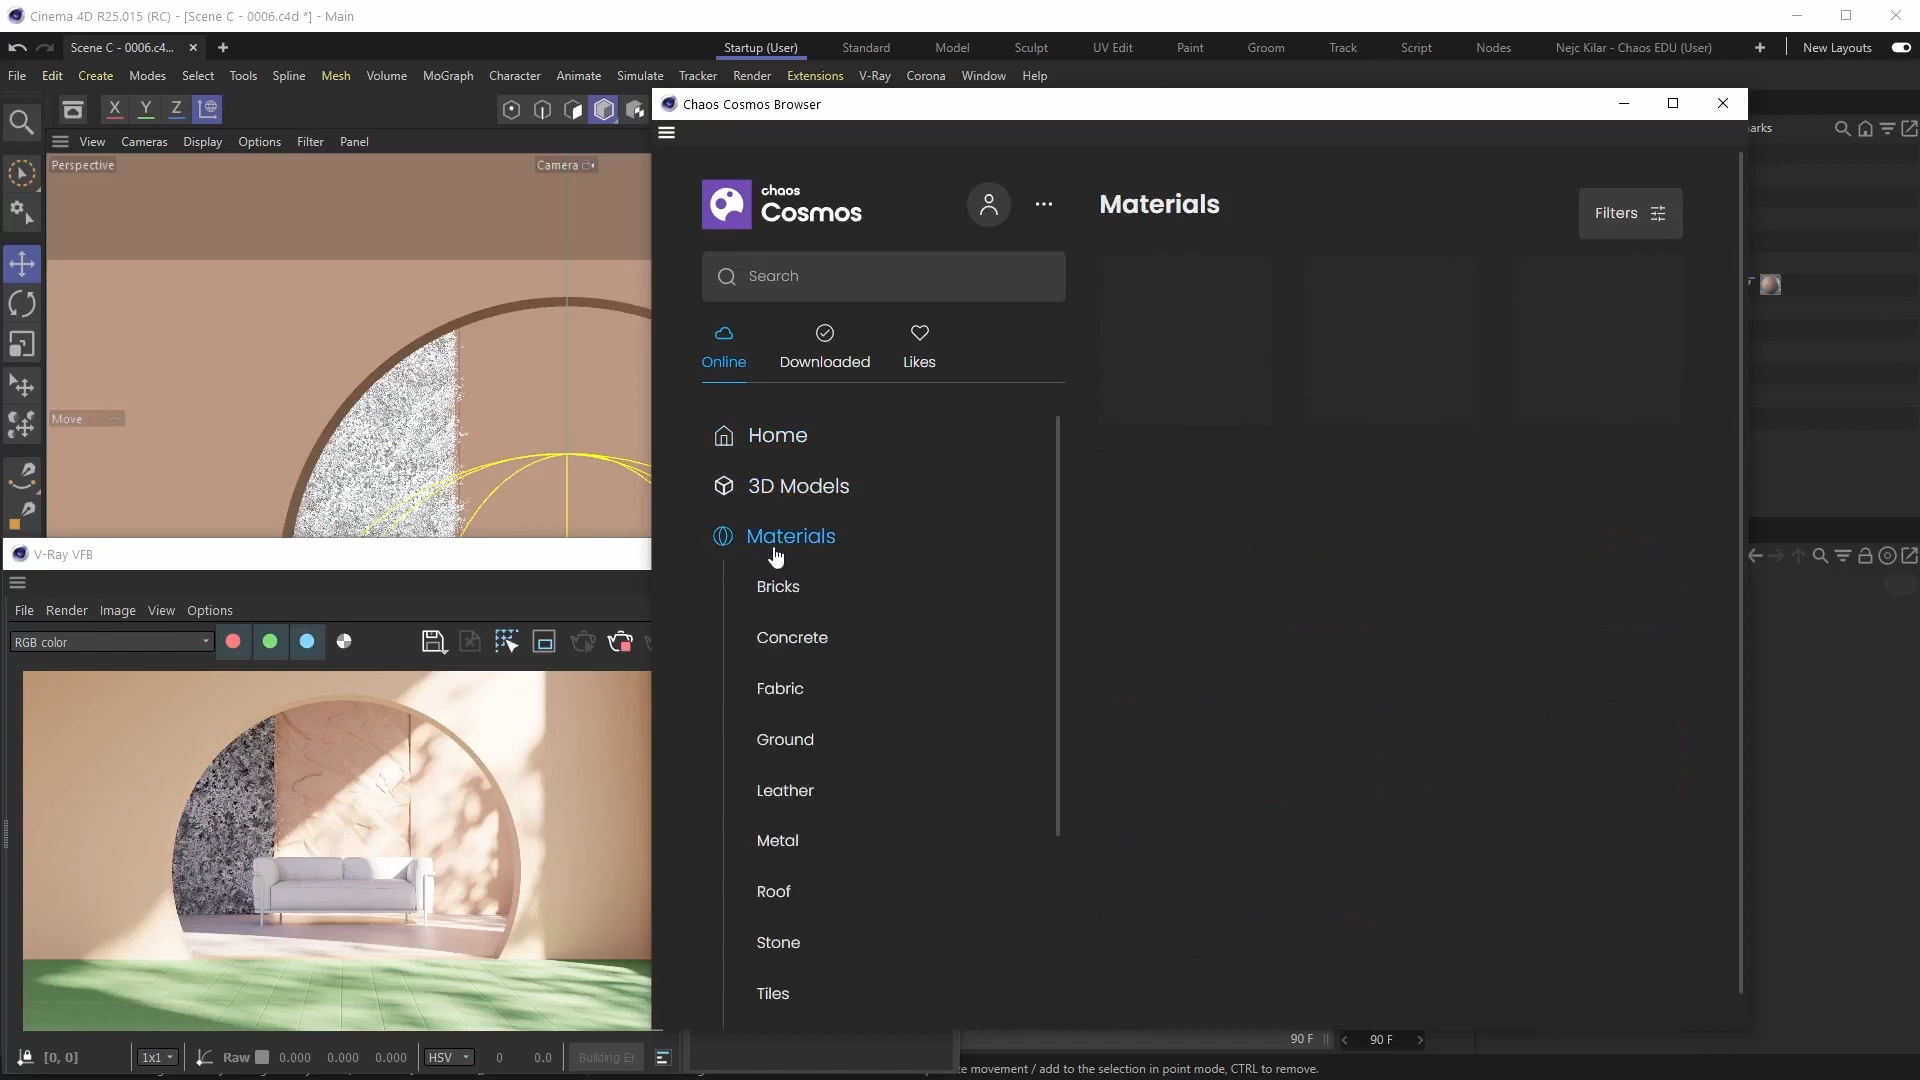 Cinema 4D R25.015 (RC) - [Scene C - 0006.c4d *] - Main
Scene C - 0006.c4...
Startup (User) Standard Model Sculpt UV Edit Paint Groom Track Script Nodes Nejc Kilar - Chaos EDU (User) New Layouts
File Edit Create Modes Select Tools Spline Mesh Volume MoGraph Character Animate Simulate Tracker Render Extensions V-Ray Corona Window Help
X Y Z
Chaos Cosmos Browser
View Cameras Display Options Filter Panel
Perspective
Camera
Move
chaos
Cosmos
Materials
Filters
Search
Online Downloaded Likes
Home
3D Models
Materials
Bricks
Concrete
Fabric
Ground
Leather
Metal
Roof
Stone
Tiles
V-Ray VFB
File Render Image View Options
RGB color
[0, 0] 1x1 Raw 0.000 0.000 0.000 HSV 0 0.0 Building Er
90 F 90 F
movement / add to the selection in point mode, CTRL to remove.